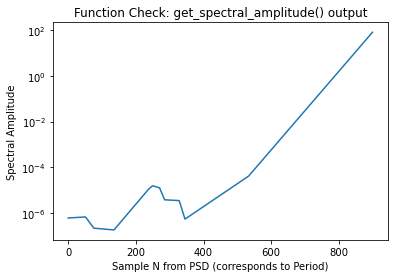 Function Check: get_spectral_amplitude() output
Spectral Amplitude
10²
10⁰
10⁻²
10⁻⁴
10⁻⁶
0 200 400 600 800
Sample N from PSD (corresponds to Period)